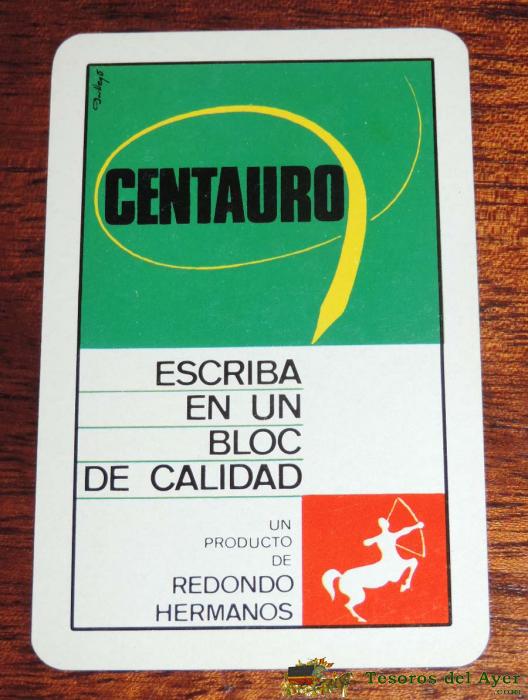 CENTAURO
ESCRIBA
EN UN
BLOC
DE CALIDAD
UN
PRODUCTO
DE
REDONDO
HERMANOS
Tesoros del Ayer